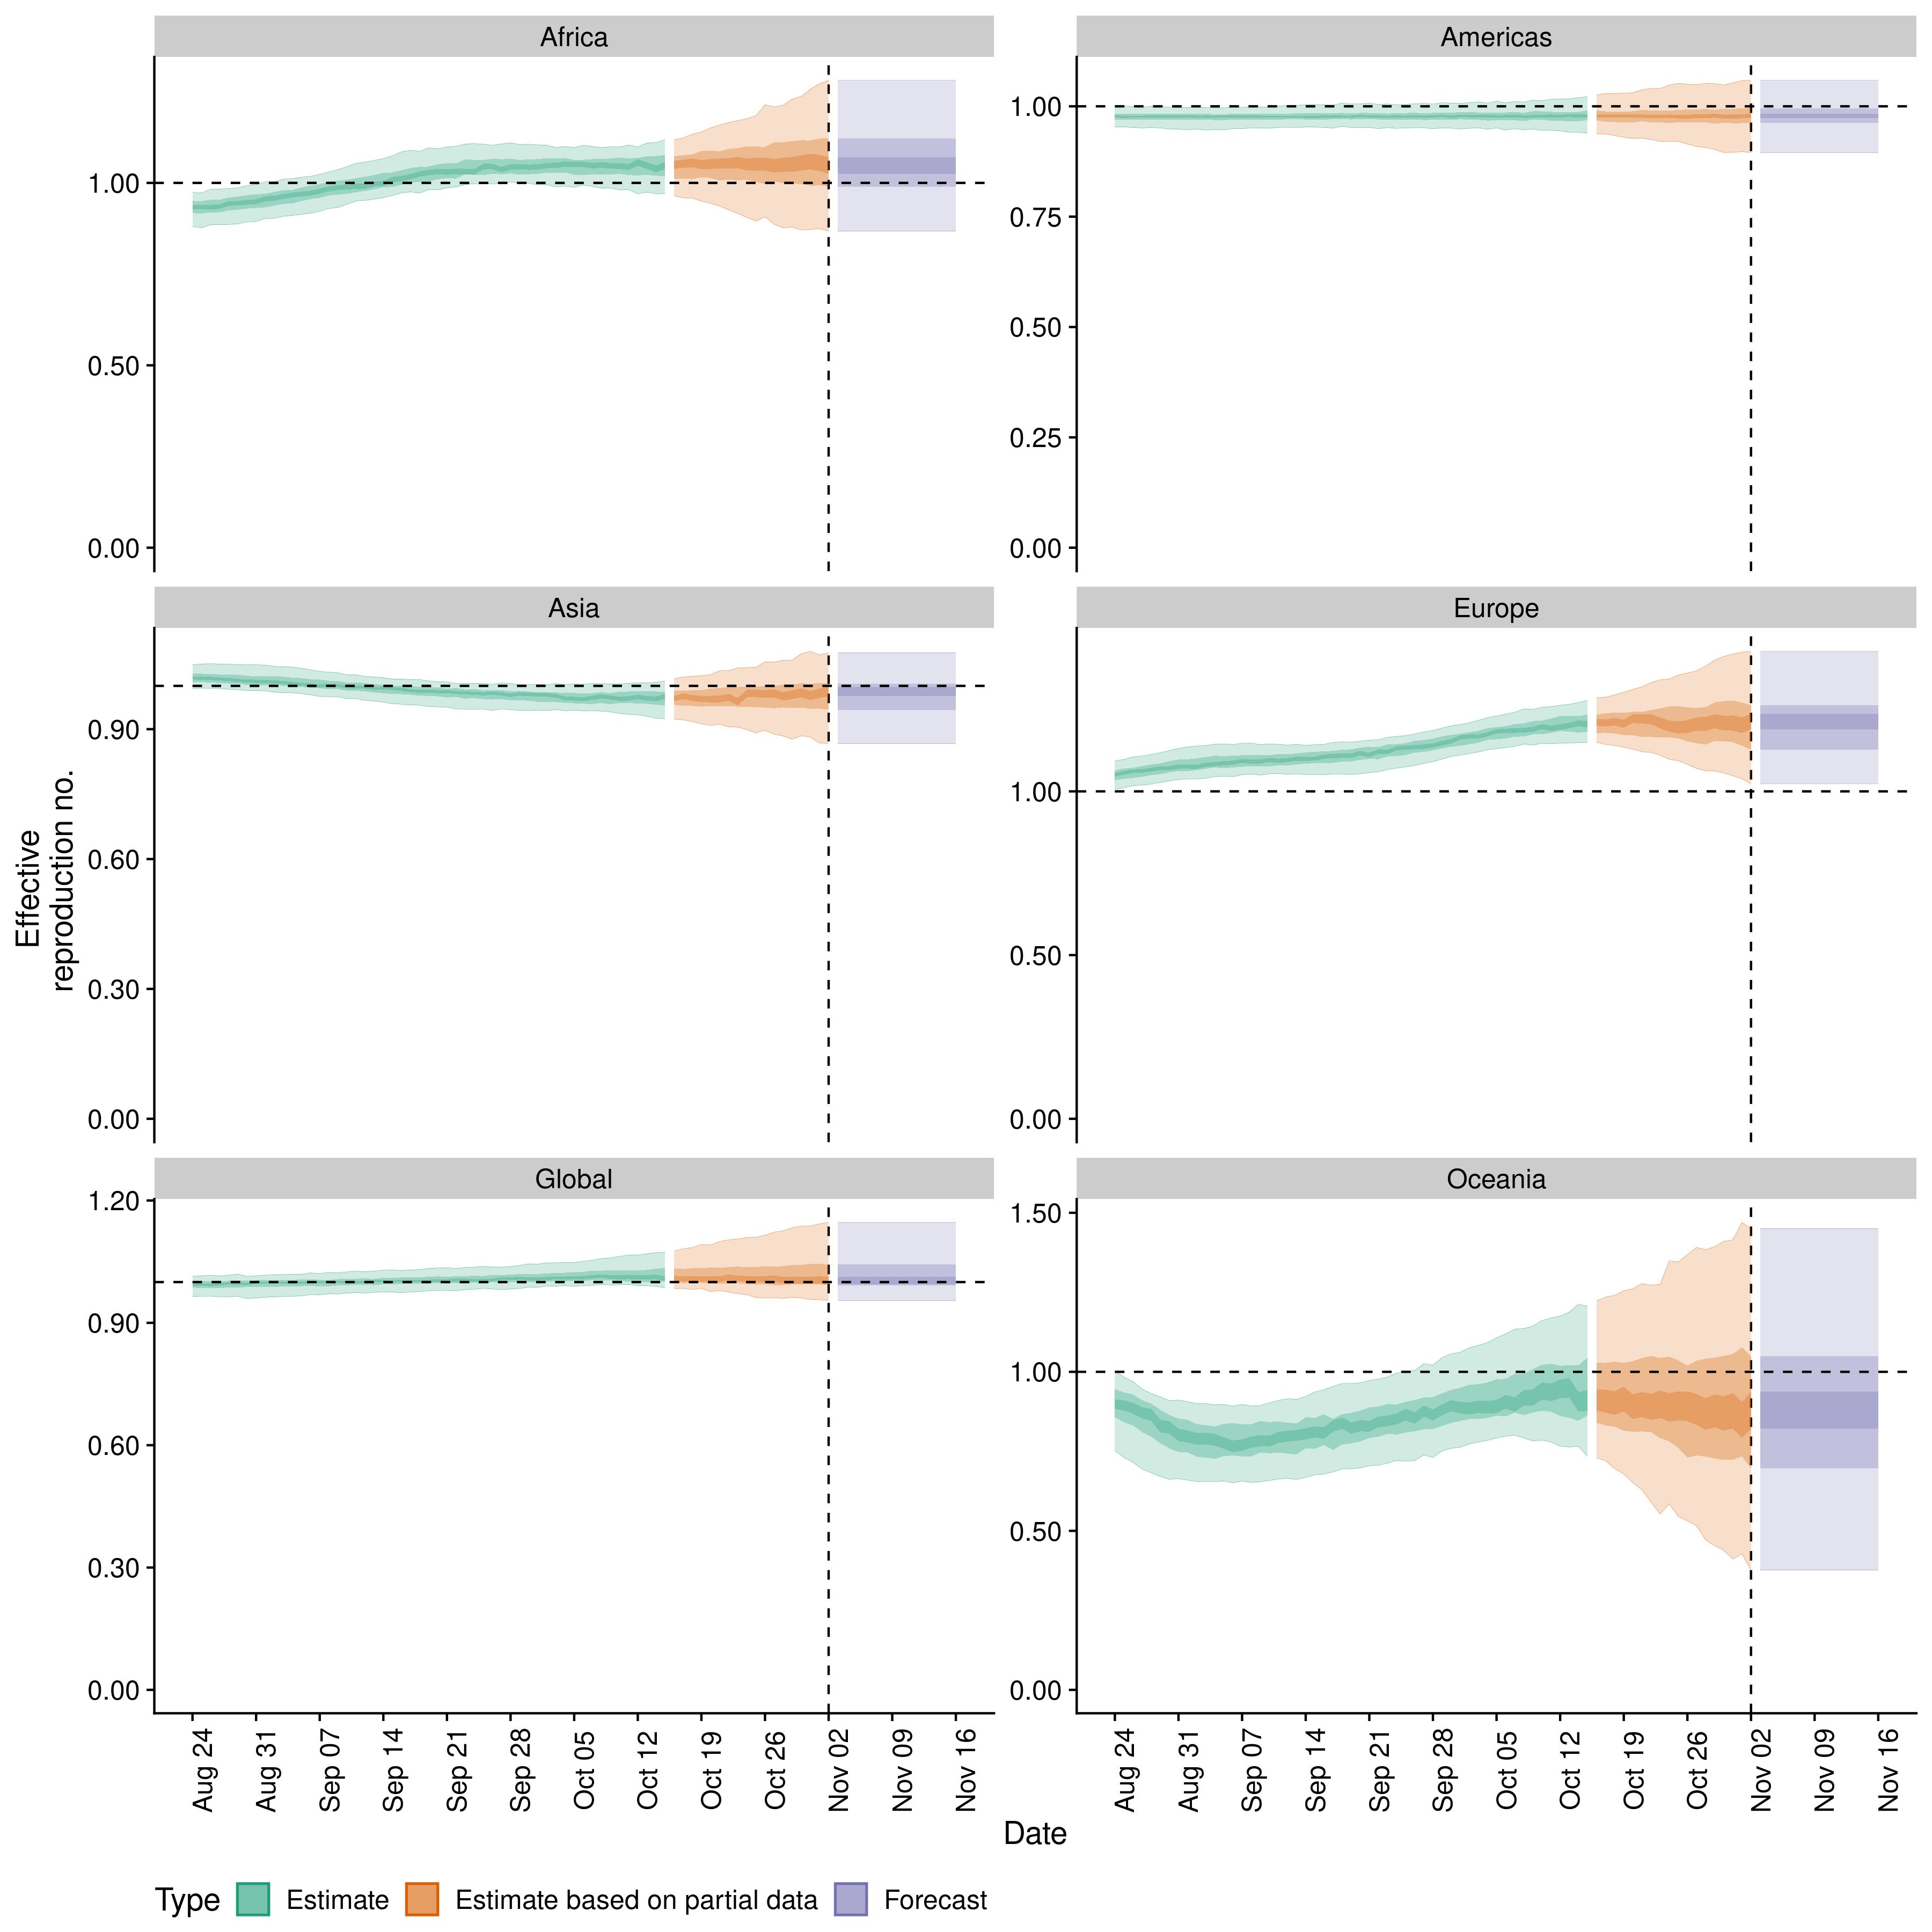 Africa
Americas
1.00
0.50
0.00
1.00
0.75
0.50
0.25
0.00
Asia
Europe
0.90
0.60
0.30
0.00
1.00
0.50
0.00
Effective
reproduction no.
Global
Oceania
1.20
0.90
0.60
0.30
0.00
1.50
1.00
0.50
0.00
Aug 24
Aug 31
Sep 07
Sep 14
Sep 21
Sep 28
Oct 05
Oct 12
Oct 19
Oct 26
Nov 02
Nov 09
Nov 16
Aug 24
Aug 31
Sep 07
Sep 14
Sep 21
Sep 28
Oct 05
Oct 12
Oct 19
Oct 26
Nov 02
Nov 09
Nov 16
Date
Type Estimate Estimate based on partial data Forecast